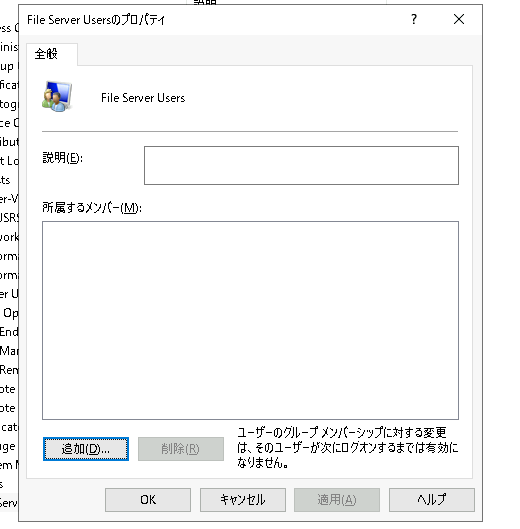 File Server Usersのプロパティ
?
全般
File Server Users
説明(E):
所属するメンバー(M):
追加(D)...
削除(R)
ユーザーのグループ メンバーシップに対する変更
は、そのユーザーが次にログオンするまでは有効に
なりません。
OK
キャンセル
適用(A)
ヘルプ